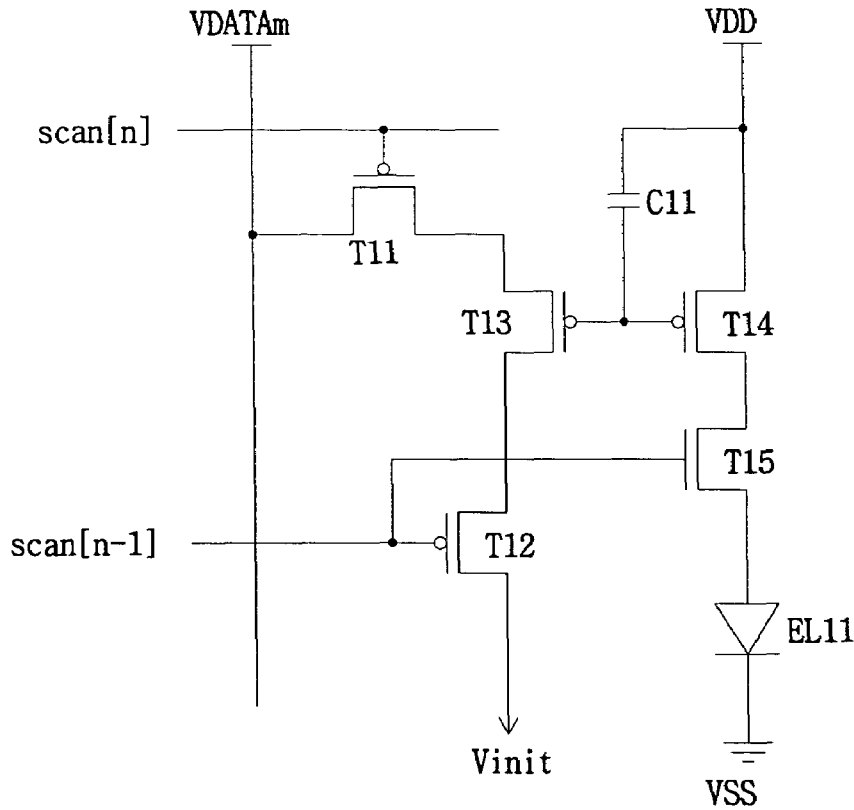 VDATAm
VDD
scan[n]
C11
T11
T13
T14
T15
scan[n-1]
T12
EL11
Vinit
VSS